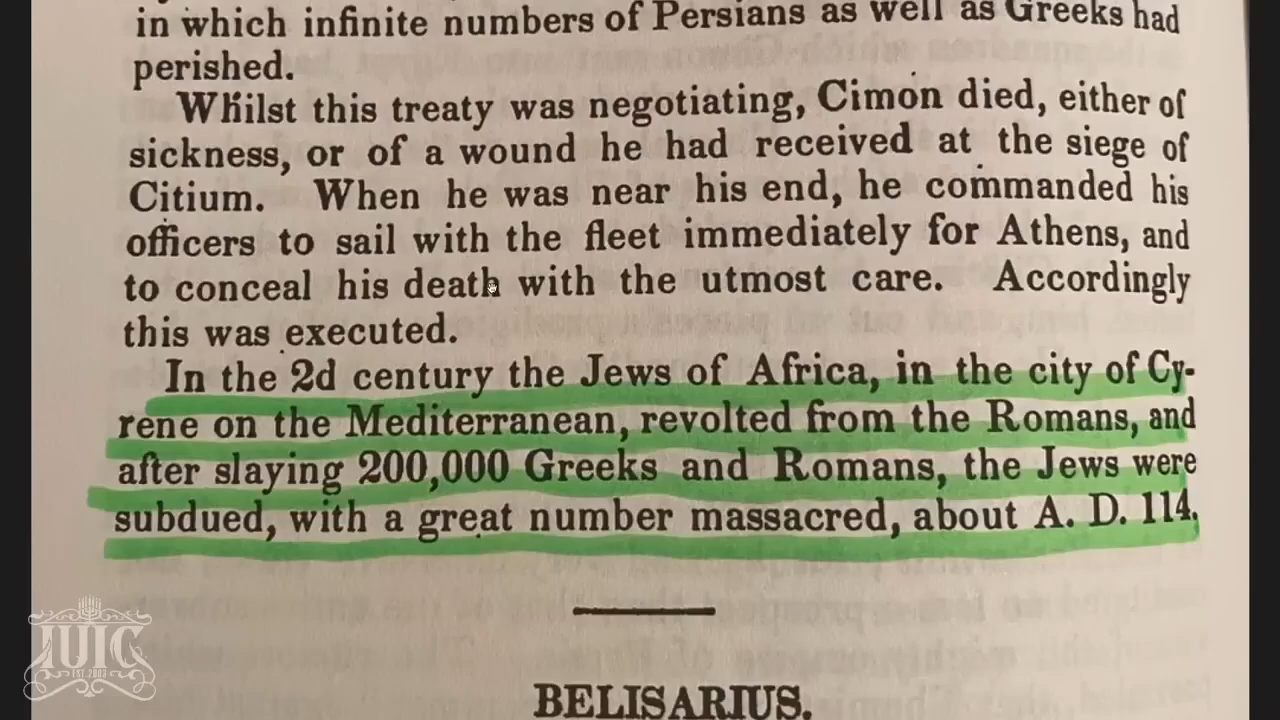 in which infinite numbers of Persians as well as Greeks had
perished.
Whilst this treaty was negotiating, Cimon died, either of
sickness, or of a wound he had received at the siege of
Citium. When he was near his end, he commanded his
officers to sail with the fleet immediately for Athens, and
to conceal his death with the utmost care. Accordingly
this was executed.
In the 2d century the Jews of Africa, in the city of Cy-
rene on the Mediterranean, revolted from the Romans, and
after slaying 200,000 Greeks and Romans, the Jews were
subdued, with a great number massacred, about A. D. 114.
BELISARIUS.
IUIC
EST. 2003